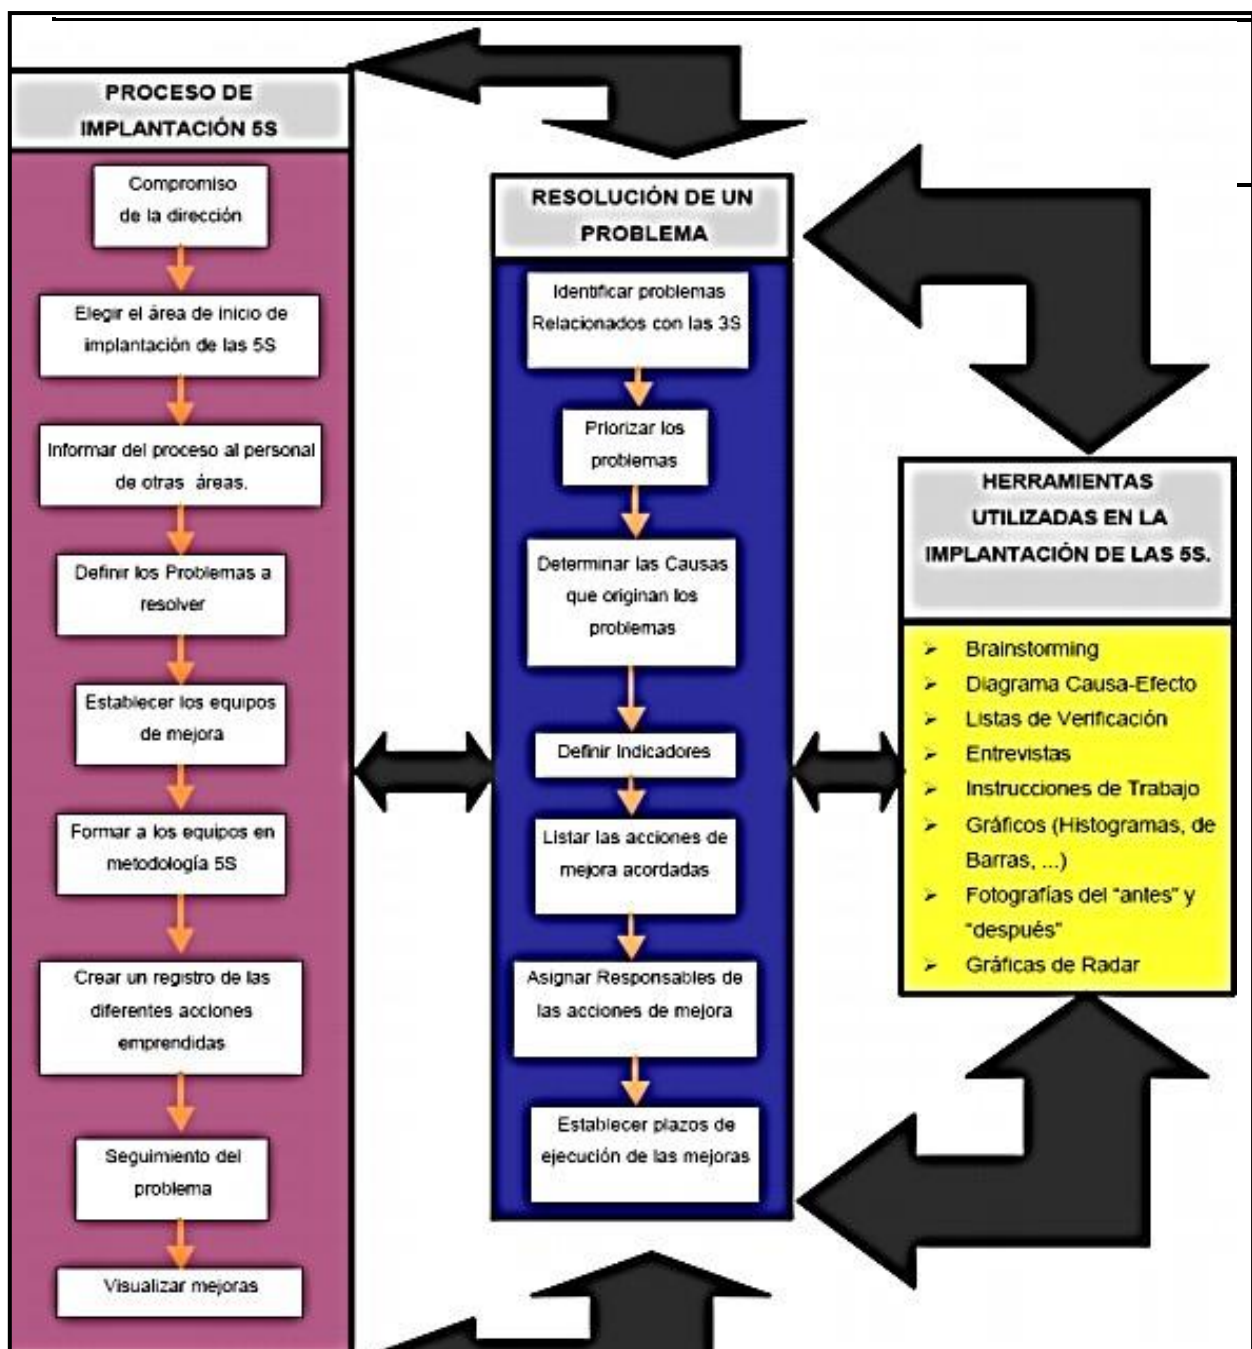 PROCESO DE
IMPLANTACIÓN 5S
Compromiso
de la dirección
Elegir el área de inicio de
implantación de las 5S
Informar del proceso al personal
de otras áreas.
Definir los Problemas a
resolver
Establecer los equipos
de mejora
Formar a los equipos en
metodología 5S
Crear un registro de las
diferentes acciones
emprendidas
Seguimiento del
problema
Visualizar mejoras
RESOLUCIÓN DE UN
PROBLEMA
Identificar problemas
Relacionados con las 3S
Priorizar los
problemas
Determinar las Causas
que originan los
problemas
Definir Indicadores
Listar las acciones de
mejora acordadas
Asignar Responsables de
las acciones de mejora
Establecer plazos de
ejecución de las mejoras
HERRAMIENTAS
UTILIZADAS EN LA
IMPLANTACIÓN DE LAS 5S.
➢ Brainstorming
➢ Diagrama Causa-Efecto
➢ Listas de Verificación
➢ Entrevistas
➢ Instrucciones de Trabajo
➢ Gráficos (Histogramas, de
Barras, ...)
➢ Fotografías del “antes” y
“después”
➢ Gráficas de Radar